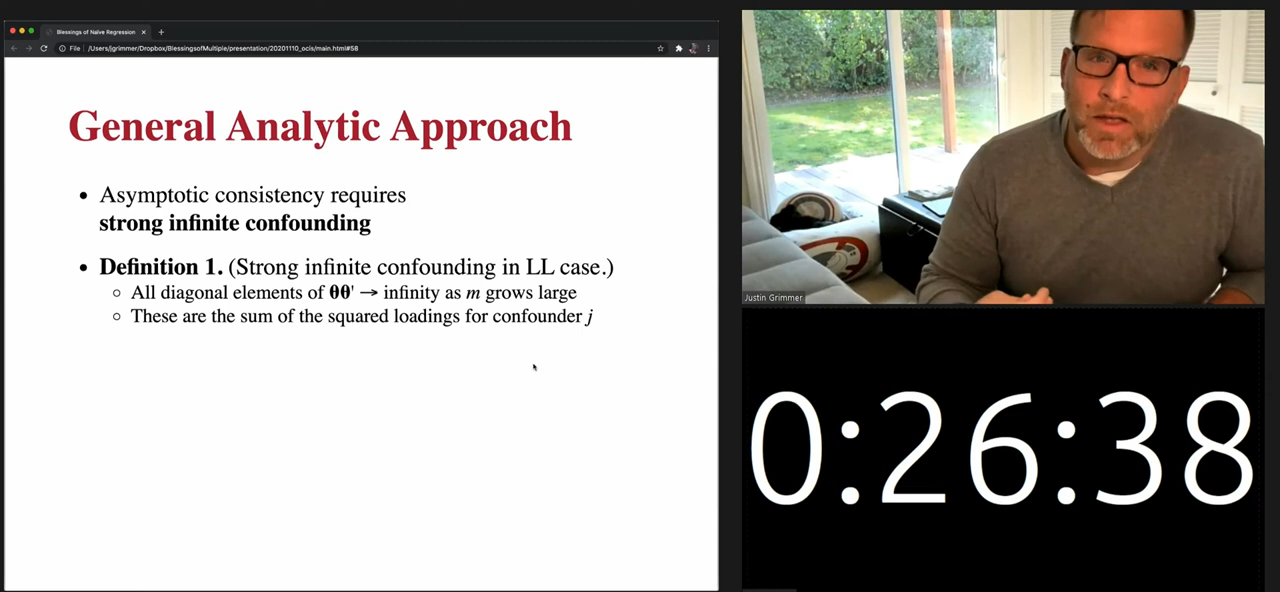 Blessings of Naïve Regression
File | /Users/jgrimmer/Dropbox/BlessingsofMultiple/presentation/20201110_ocis/main.html#58
General Analytic Approach
• Asymptotic consistency requires
strong infinite confounding
• Definition 1. (Strong infinite confounding in LL case.)
All diagonal elements of θθ' → infinity as m grows large
These are the sum of the squared loadings for confounder j
Justin Grimmer
0:26:38